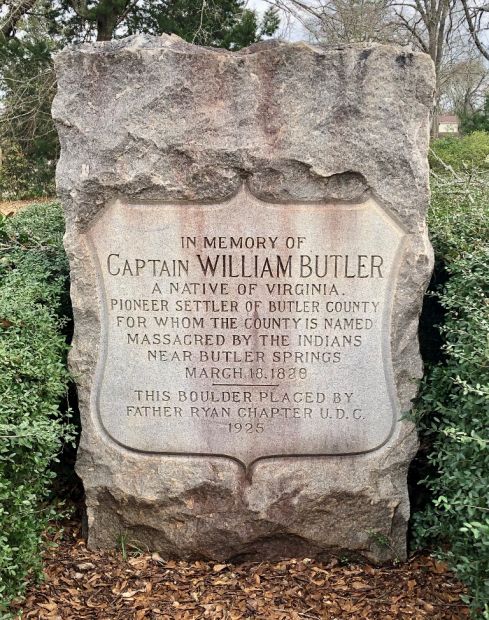 IN MEMORY OF
CAPTAIN WILLIAM BUTLER
A NATIVE OF VIRGINIA.
PIONEER SETTLER OF BUTLER COUNTY
FOR WHOM THE COUNTY IS NAMED
MASSACRED BY THE INDIANS
NEAR BUTLER SPRINGS
MARCH 18, 1828
THIS BOULDER PLACED BY
FATHER RYAN CHAPTER U.D.C.
1925